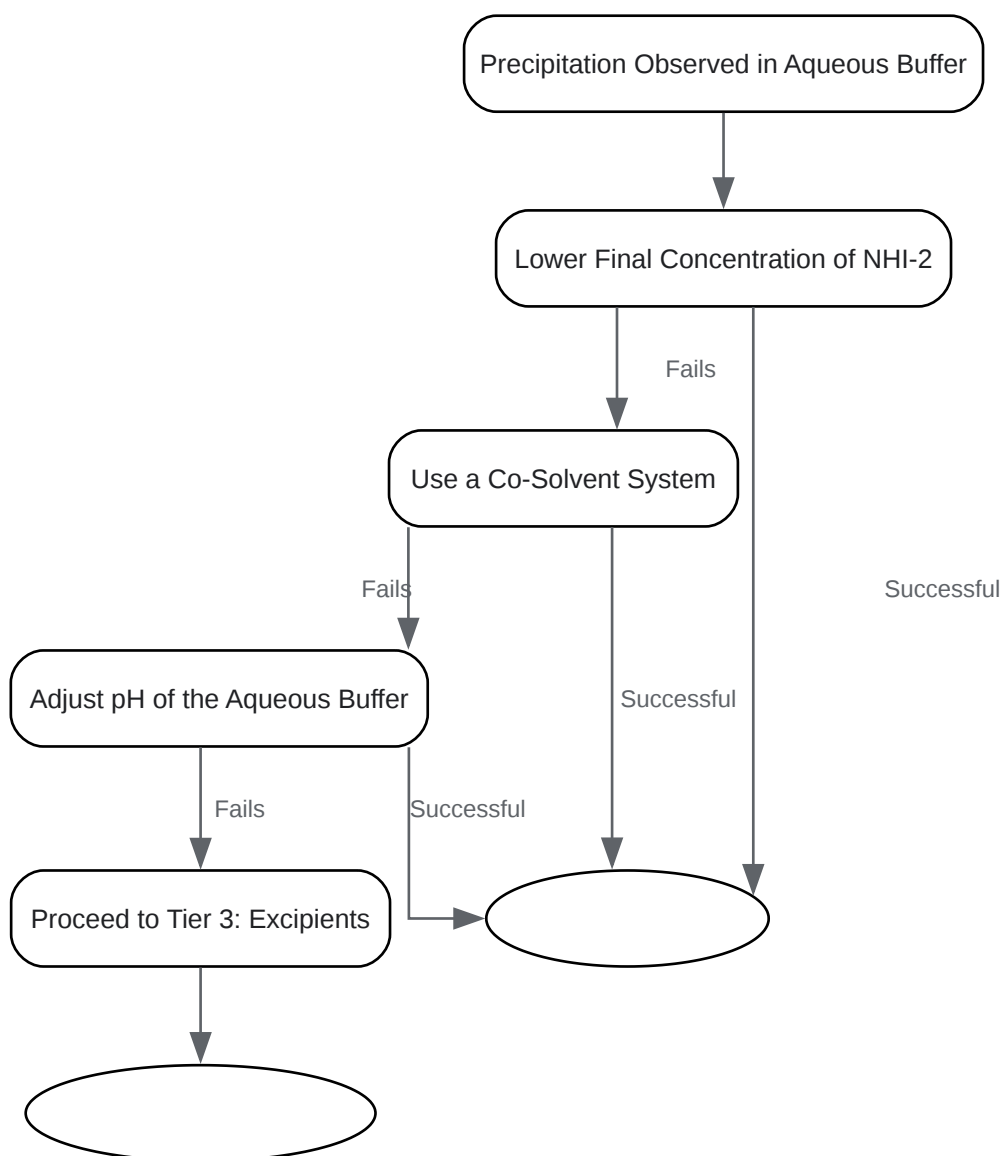 Precipitation Observed in Aqueous Buffer
Lower Final Concentration of NHI-2
Fails
Use a Co-Solvent System
Fails
Successful
Adjust pH of the Aqueous Buffer
Successful
Fails
Successful
Proceed to Tier 3: Excipients